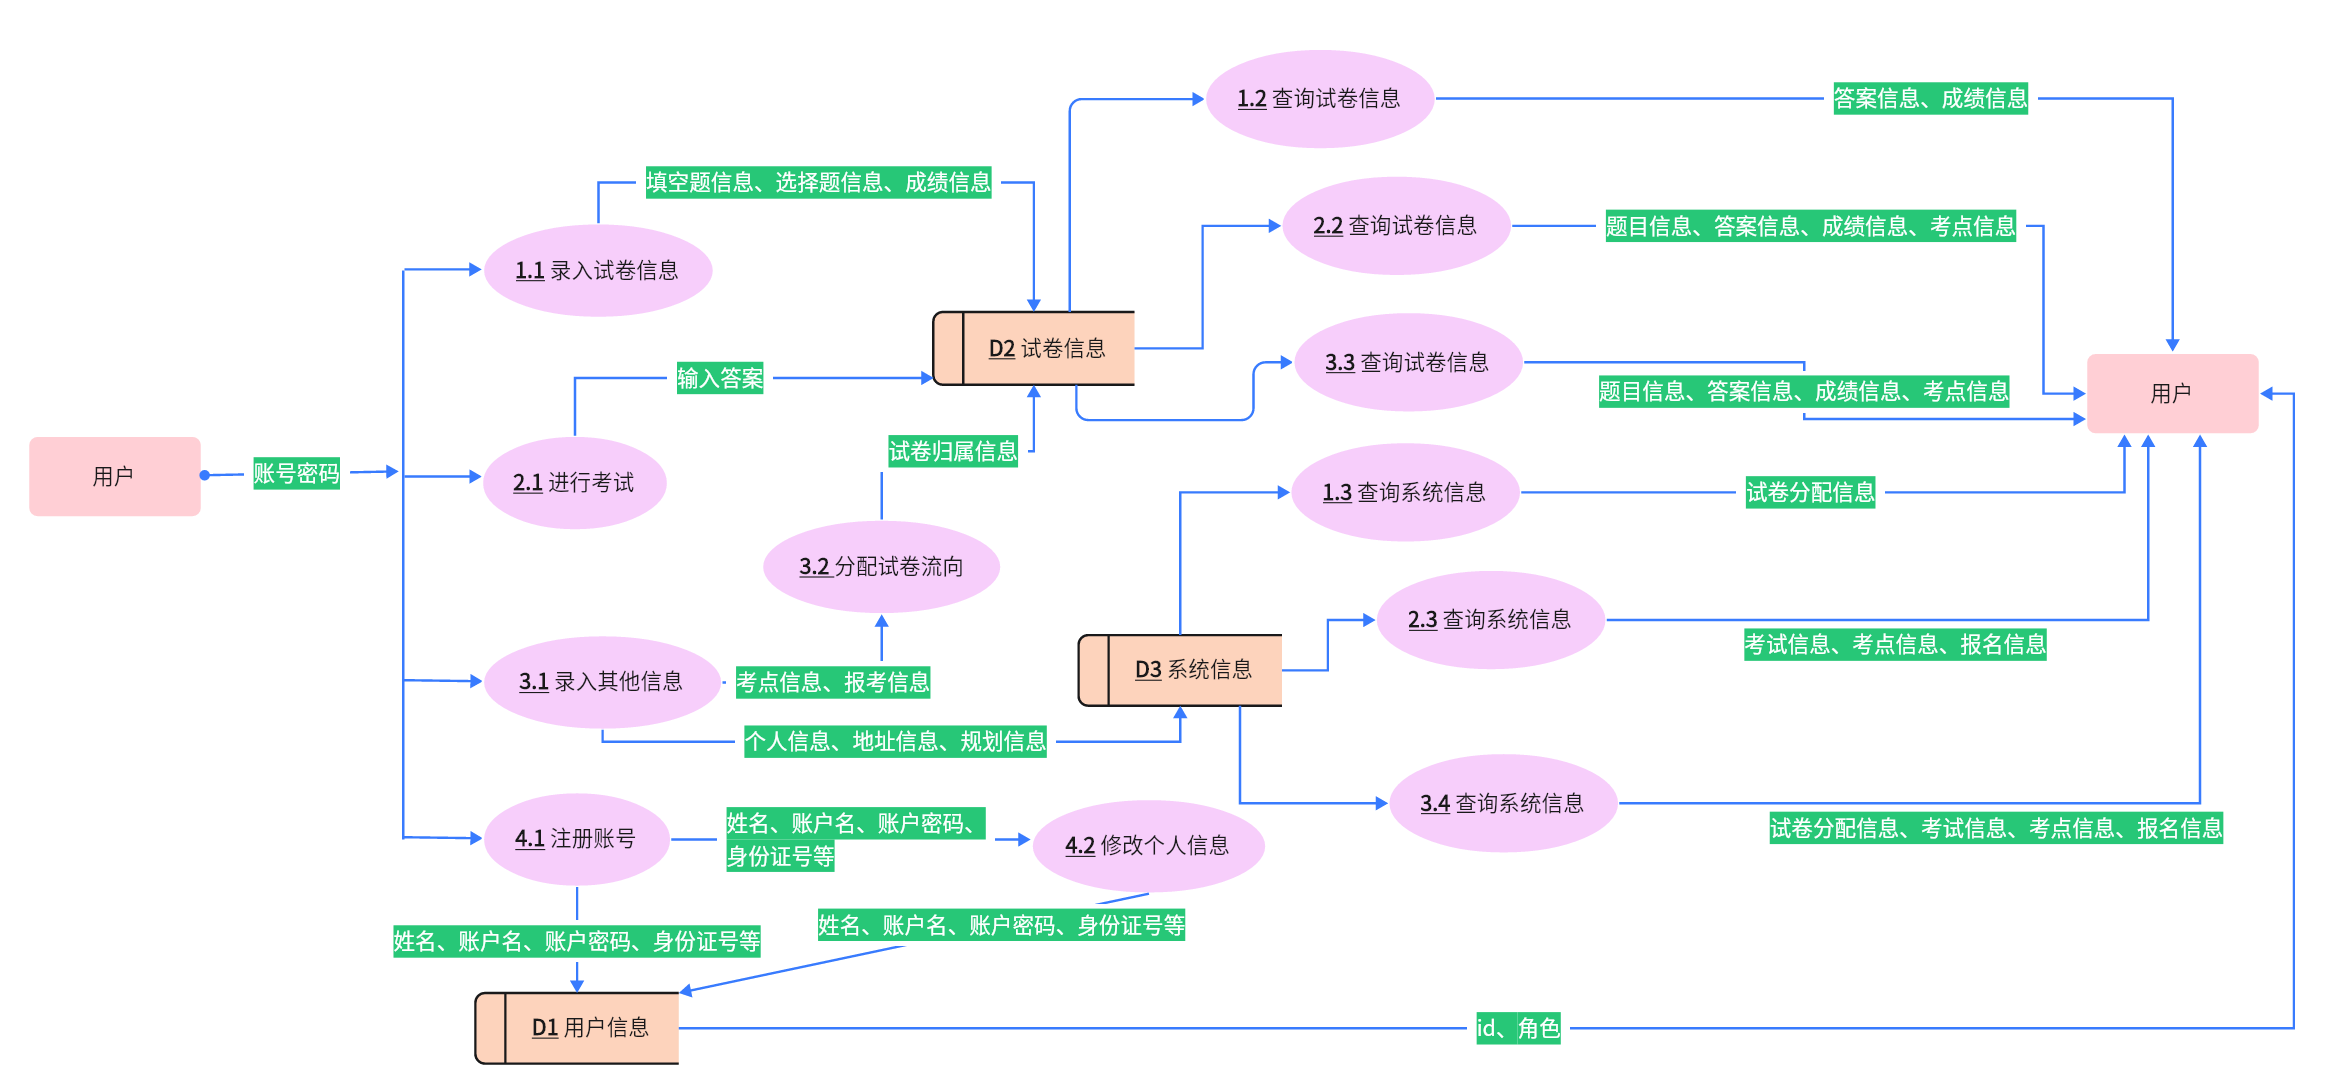 1.2 查询试卷信息
答案信息、成绩信息
填空题信息、选择题信息、成绩信息
2.2 查询试卷信息
题目信息、答案信息、成绩信息、考点信息
1.1 录入试卷信息
D2 试卷信息
3.3 查询试卷信息
输入答案
题目信息、答案信息、成绩信息、考点信息
用户
试卷归属信息
用户
账号密码
2.1 进行考试
1.3 查询系统信息
试卷分配信息
3.2 分配试卷流向
2.3 查询系统信息
考试信息、考点信息、报名信息
D3 系统信息
3.1 录入其他信息
考点信息、报考信息
个人信息、地址信息、规划信息
3.4 查询系统信息
试卷分配信息、考试信息、考点信息、报名信息
4.1 注册账号
姓名、账户名、账户密码、
身份证号等
4.2 修改个人信息
姓名、账户名、账户密码、身份证号等
姓名、账户名、账户密码、身份证号等
D1 用户信息
id、角色